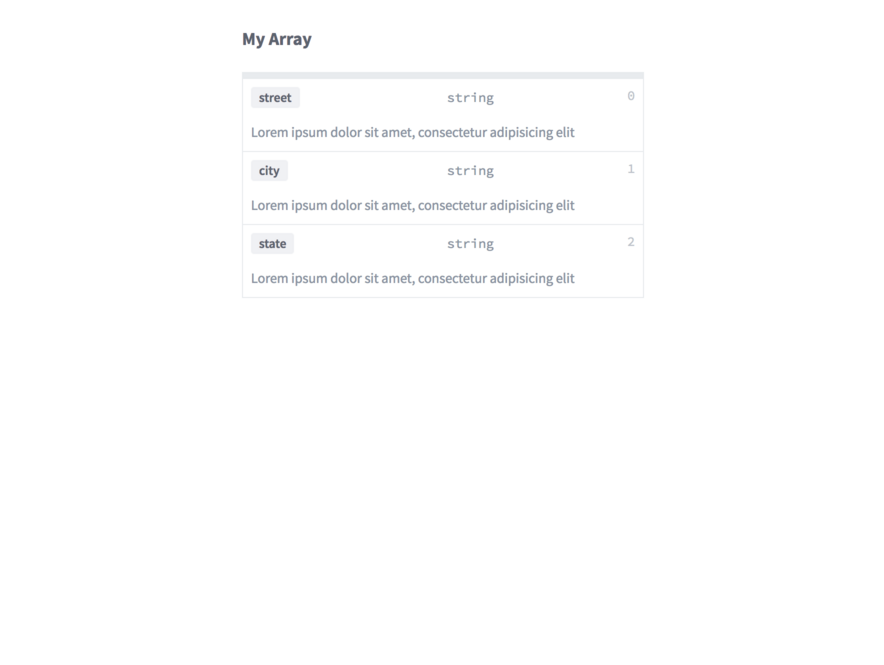 My Array
street string 0
Lorem ipsum dolor sit amet, consectetur adipisicing elit
city string 1
Lorem ipsum dolor sit amet, consectetur adipisicing elit
state string 2
Lorem ipsum dolor sit amet, consectetur adipisicing elit